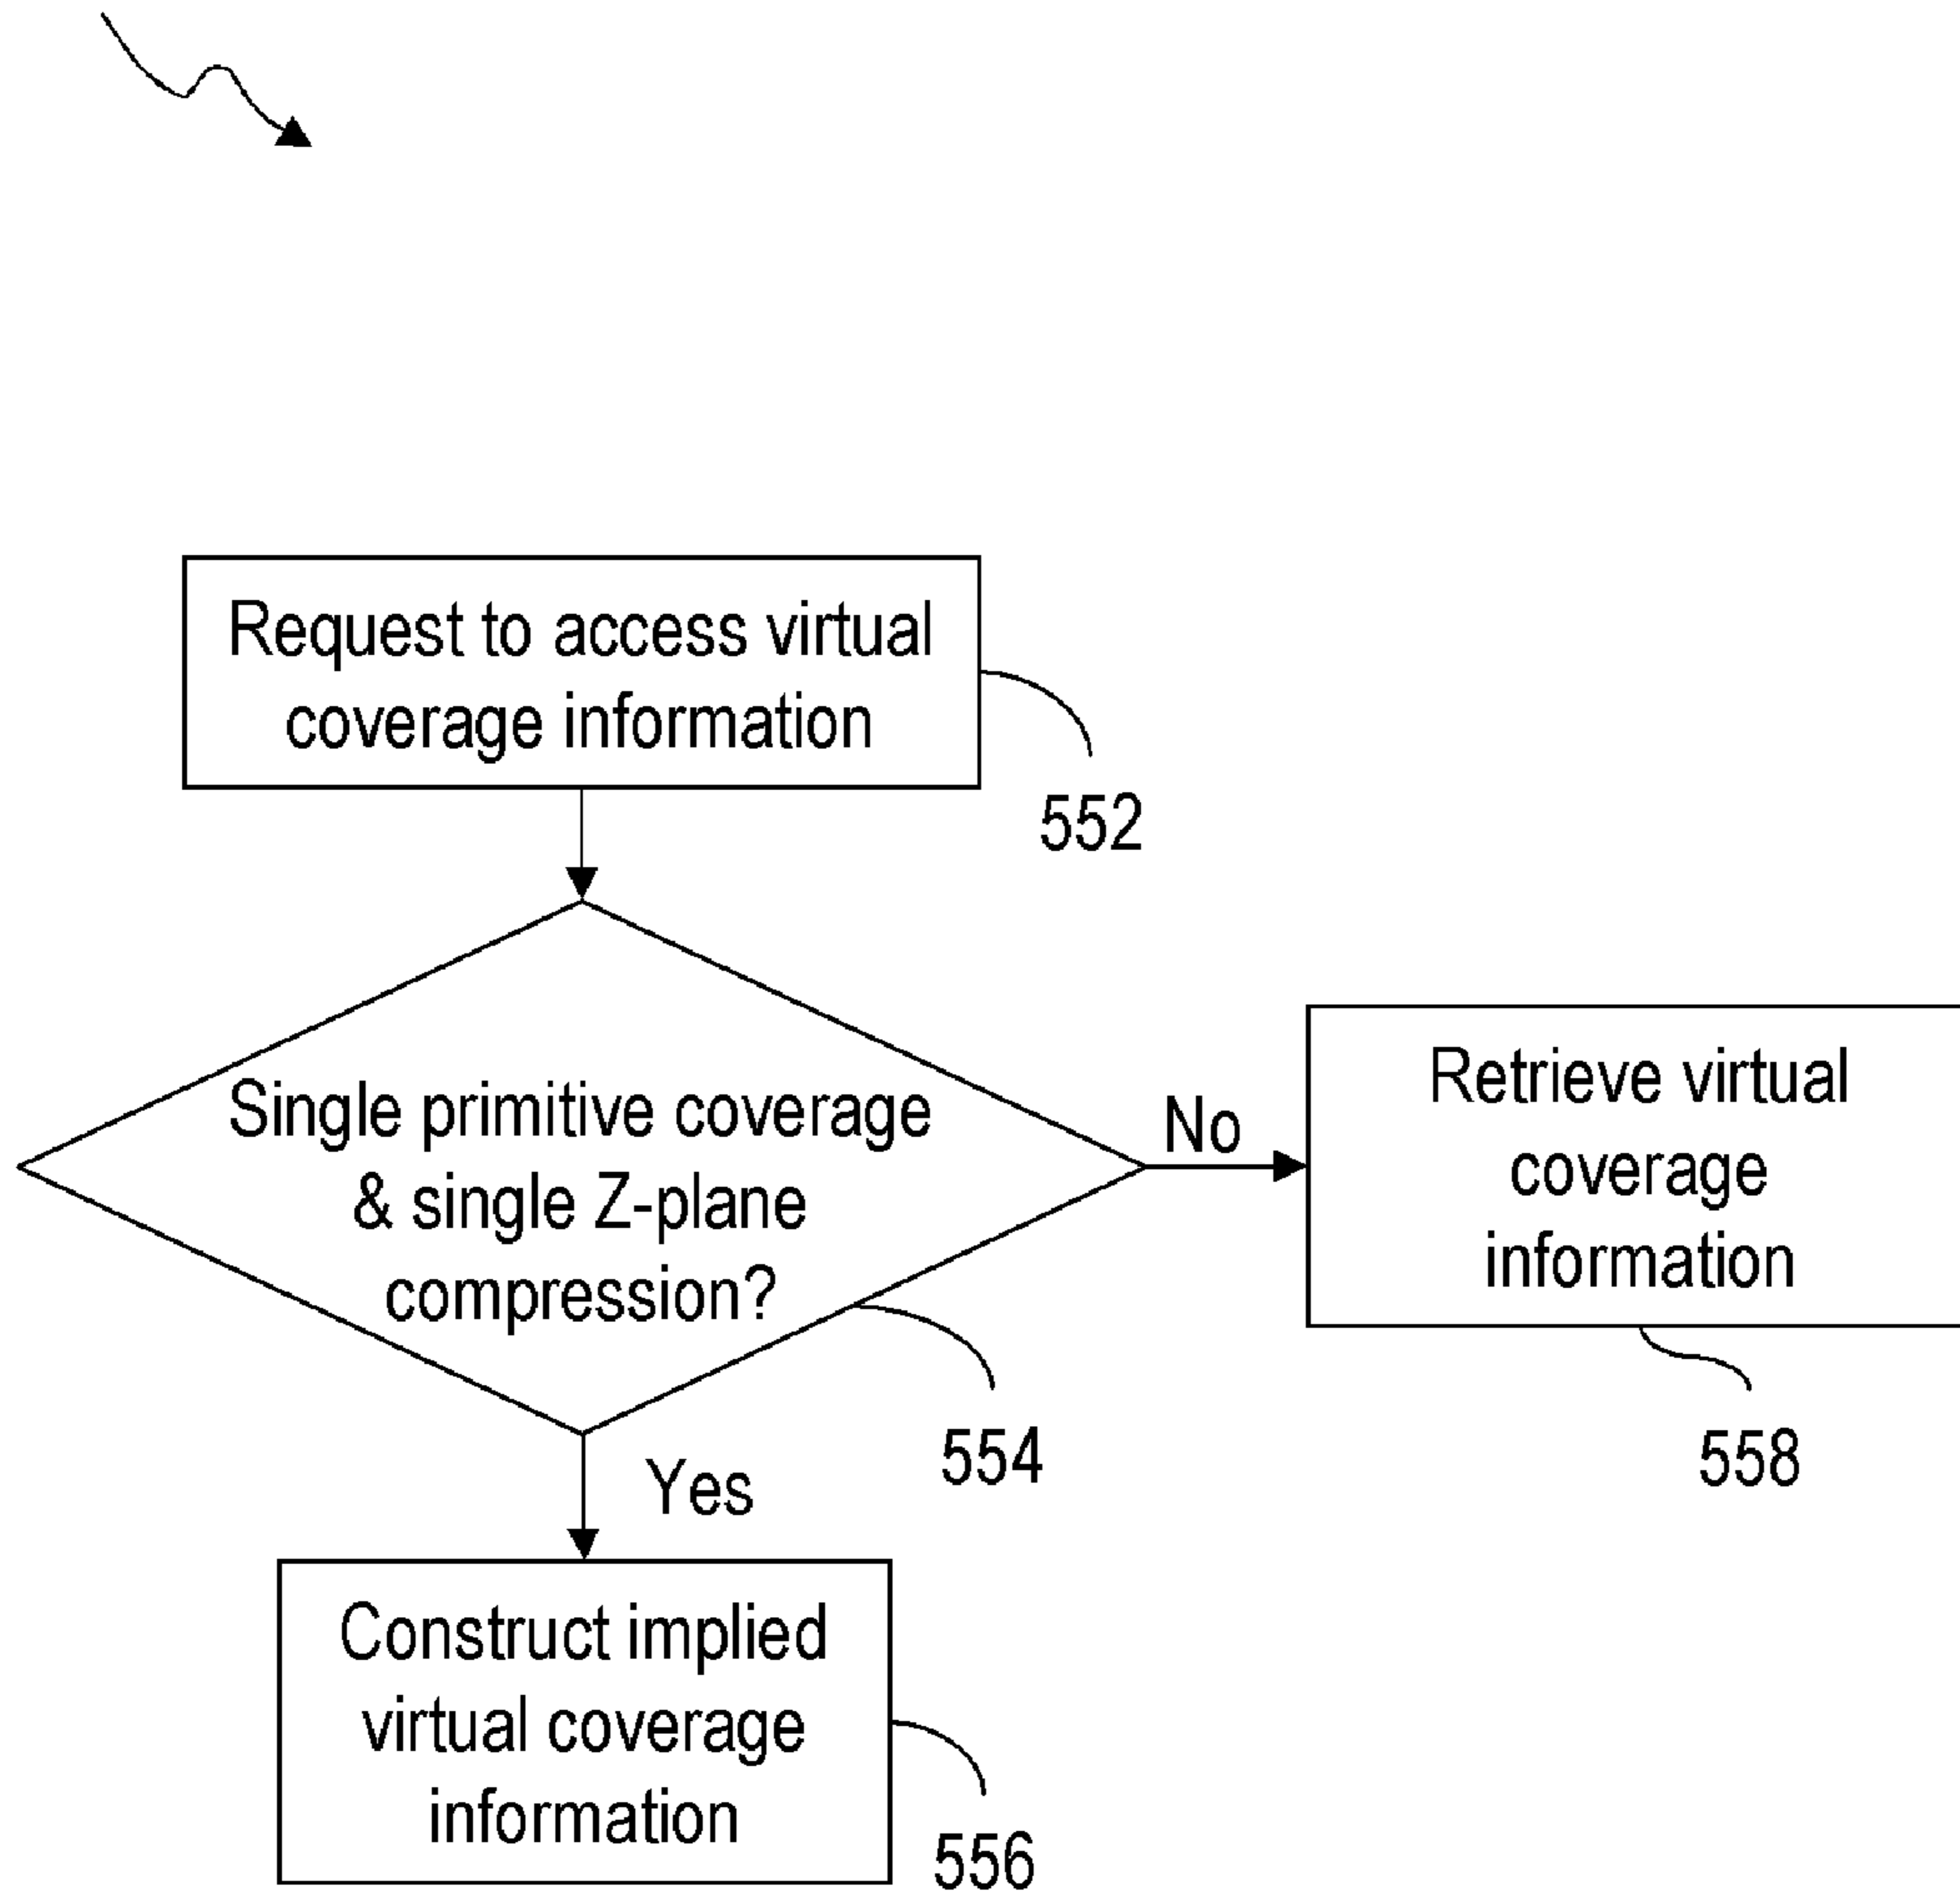 Request to access virtual
coverage information
552
Single primitive coverage
& single Z-plane
compression?
554
No
Retrieve virtual
coverage
information
558
Yes
Construct implied
virtual coverage
information
556